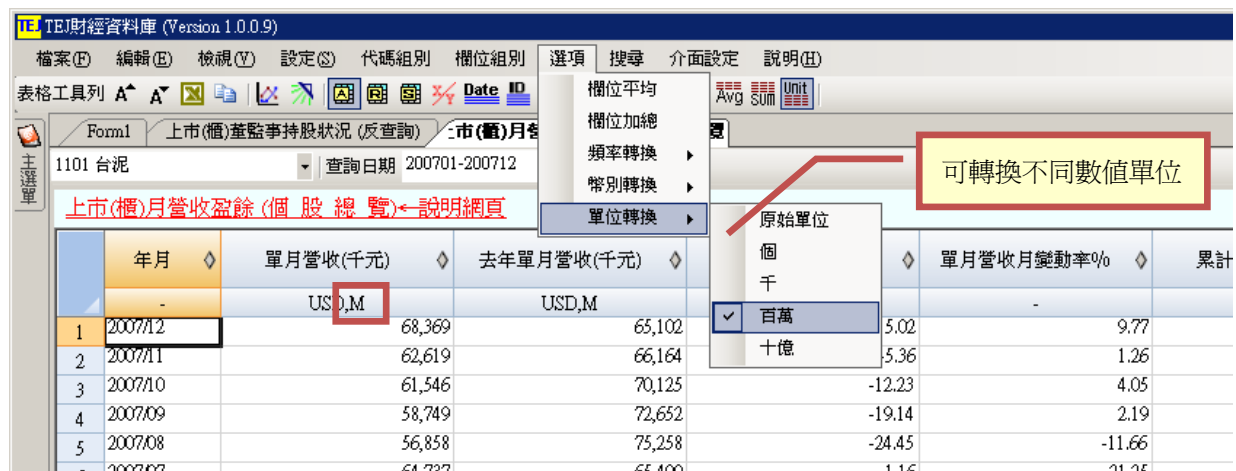 TEJ TEJ財經資料庫 (Version 1.0.0.9)
檔案(F) 編輯(E) 檢視(V) 設定(S) 代碼組別 欄位組別 選項 搜尋 介面設定 說明(H)
表格工具列 A A A R S X/Y Date ID Avg SUM Unit
欄位平均
欄位加總
頻率轉換
幣別轉換
單位轉換
主選單
Form1 上市(櫃)董監事持股狀況 (反查詢) 市(櫃)月營 覽
1101 台泥 查詢日期 200701-200712
可轉換不同數值單位
上市(櫃)月營收盈餘 (個 股 總 覽)←說明網頁
原始單位
個
千
百萬
十億
年月 單月營收(千元) 去年單月營收(千元) 單月營收月變動率% 累計
- USD,M USD,M -
1 2007/12 68,369 65,102 5.02 9.77
2 2007/11 62,619 66,164 -5.36 1.26
3 2007/10 61,546 70,125 -12.23 4.05
4 2007/09 58,749 72,652 -19.14 2.19
5 2007/08 56,858 75,258 -24.45 -11.66